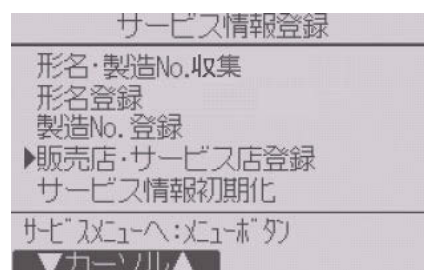 サービス情報登録
形名・製造No.収集
形名登録
製造No.登録
▶販売店・サービス店登録
サービス情報初期化
サービスメニューへ:メニューボタン
▼カーソル▲